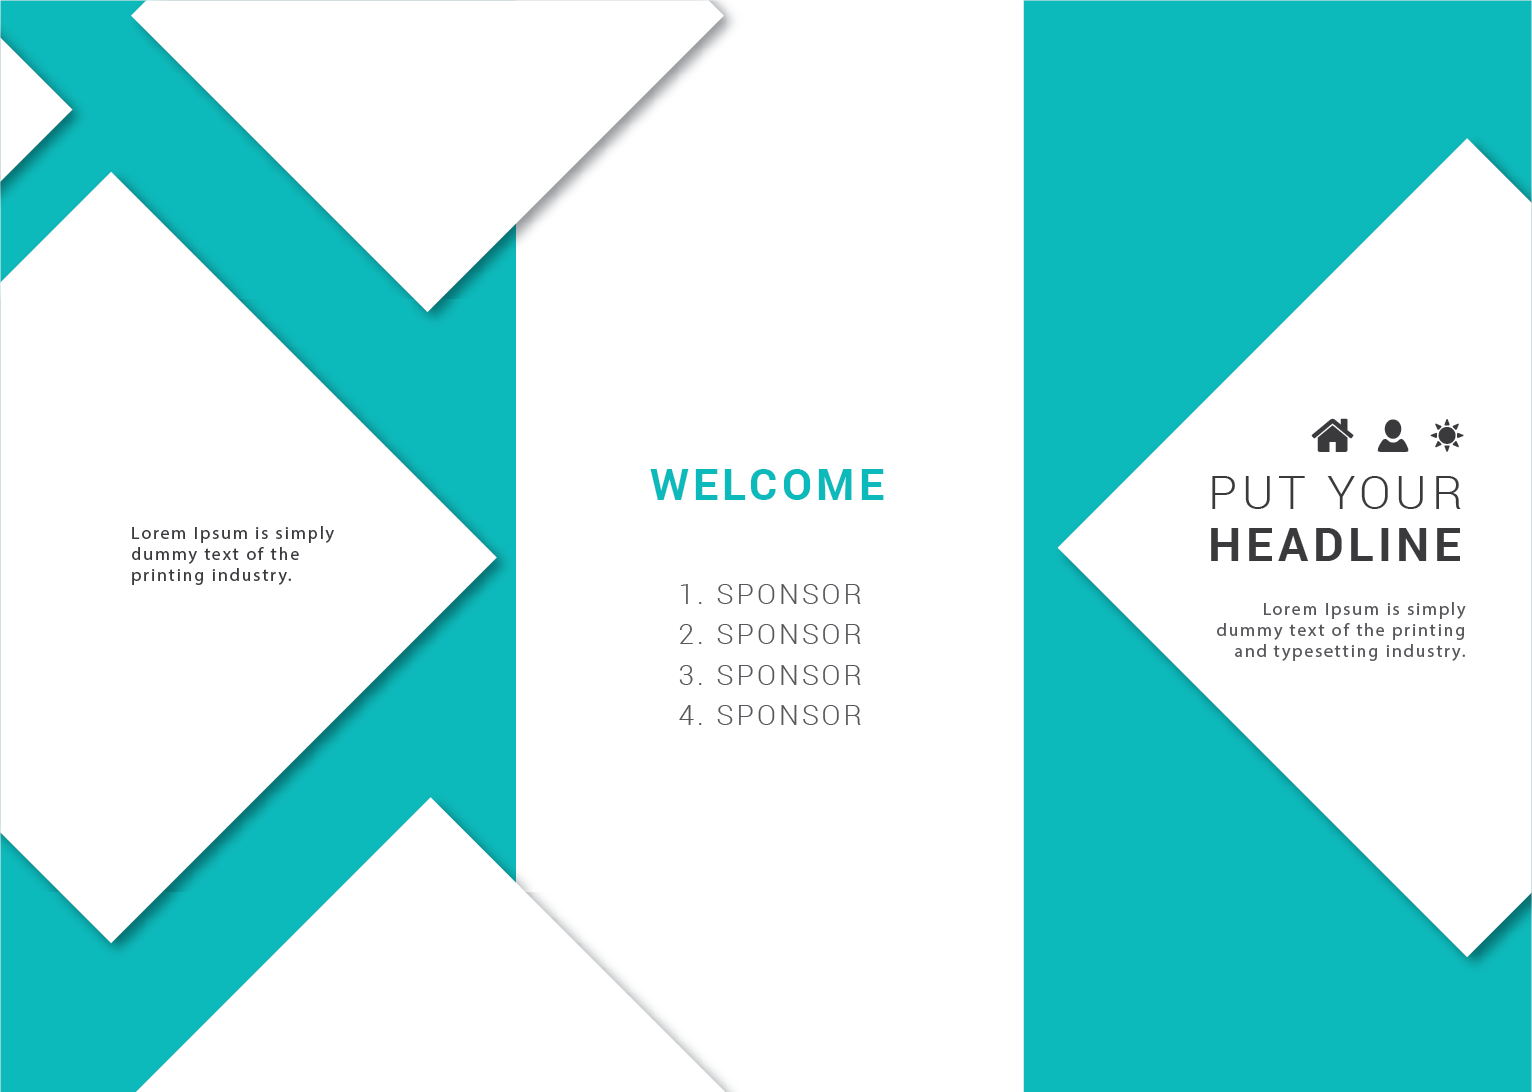 Lorem Ipsum is simply
dummy text of the
printing industry.
WELCOME
1. SPONSOR
2. SPONSOR
3. SPONSOR
4. SPONSOR
PUT YOUR
HEADLINE
Lorem Ipsum is simply
dummy text of the printing
and typesetting industry.